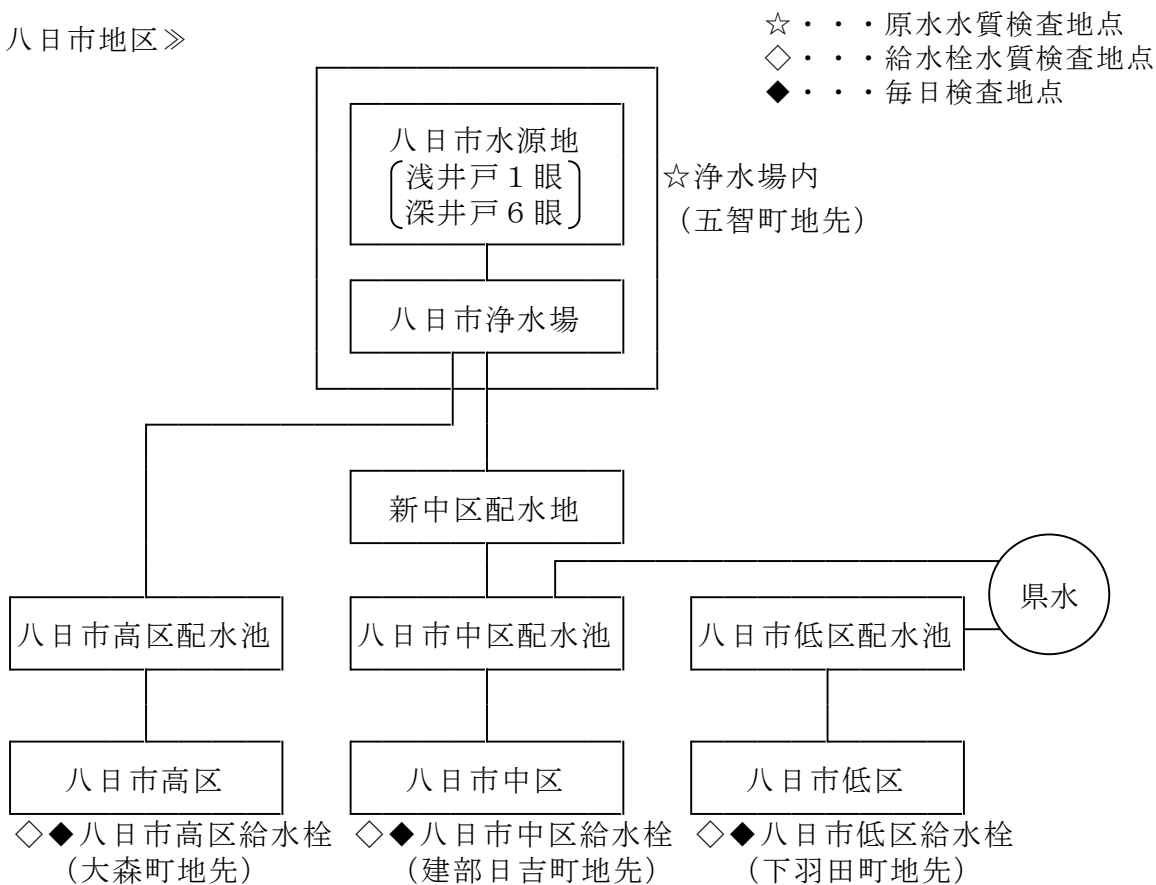 八日市地区≫
☆・・・原水水質検査地点
◇・・・給水栓水質検査地点
◆・・・毎日検査地点
八日市水源地
浅井戸１眼
深井戸６眼
☆浄水場内
（五智町地先）
八日市浄水場
新中区配水地
県水
八日市高区配水池
八日市中区配水池
八日市低区配水池
八日市高区
八日市中区
八日市低区
◇◆八日市高区給水栓
（大森町地先）
◇◆八日市中区給水栓
（建部日吉町地先）
◇◆八日市低区給水栓
（下羽田町地先）